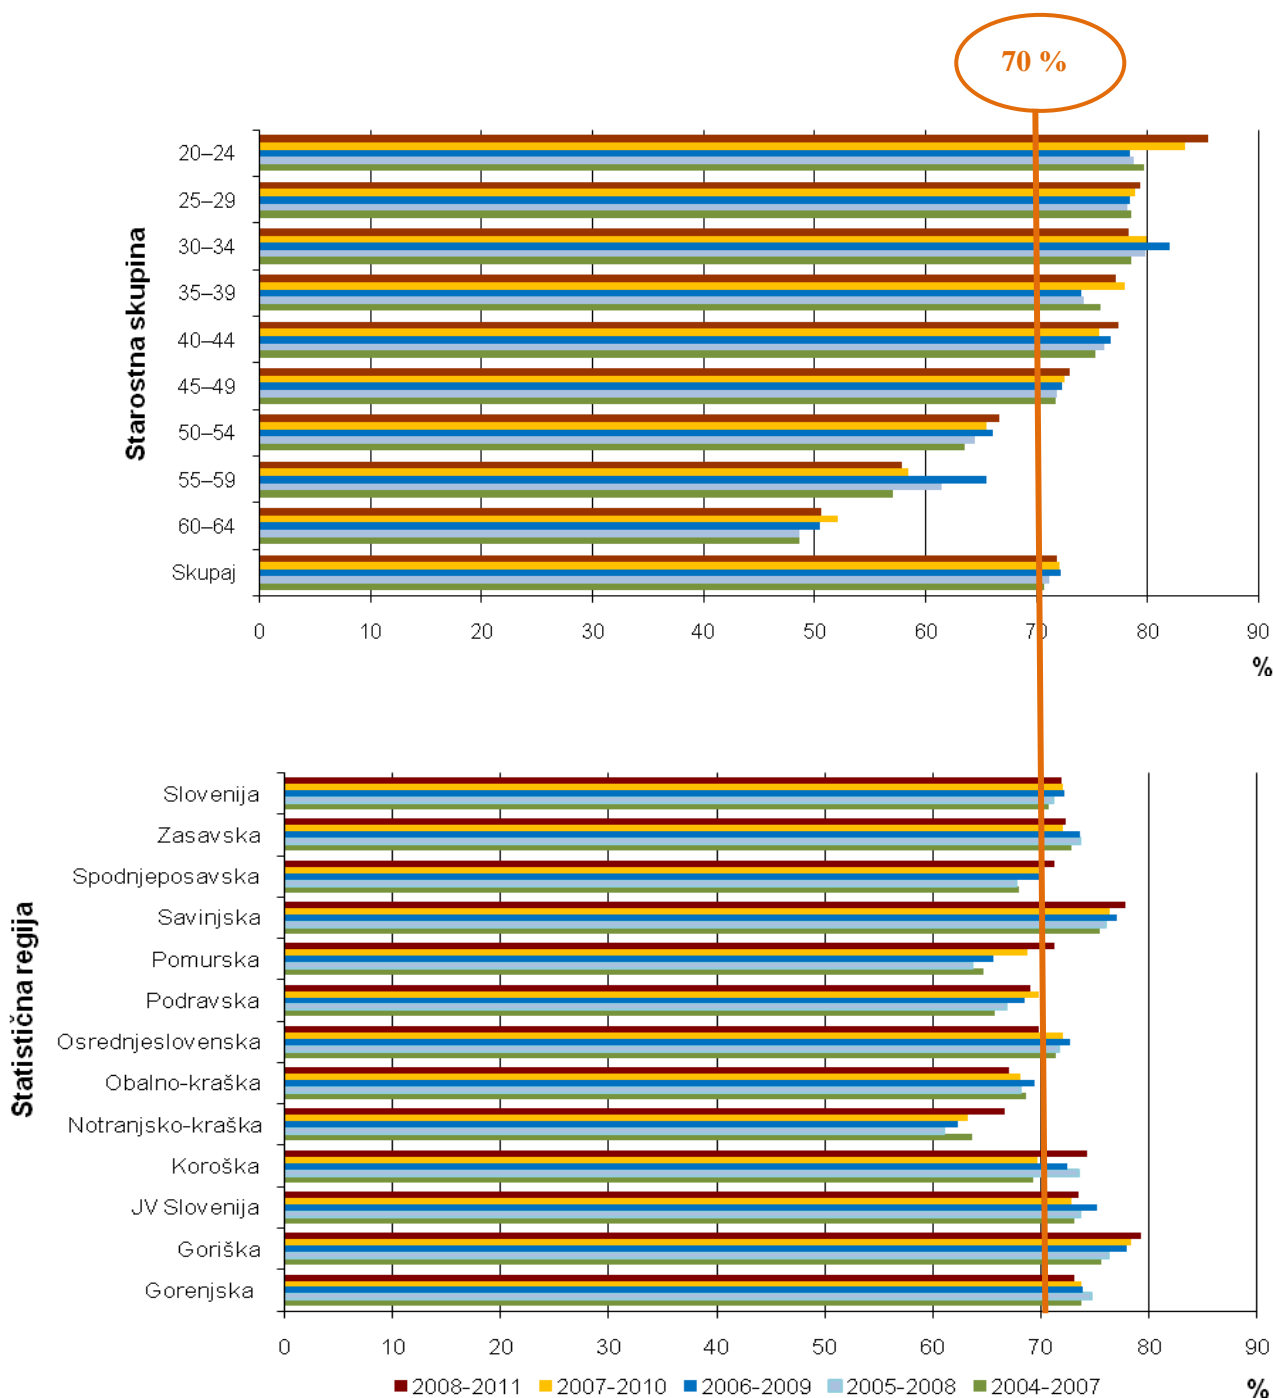 70 %
Starostna skupina
20–24
25–29
30–34
35–39
40–44
45–49
50–54
55–59
60–64
Skupaj
0 10 20 30 40 50 60 70 80 90
%
Statistična regija
Slovenija
Zasavska
Spodnjeposavska
Savinjska
Pomurska
Podravska
Osrednjeslovenska
Obalno-kraška
Notranjsko-kraška
Koroška
JV Slovenija
Goriška
Gorenjska
0 10 20 30 40 50 60 70 80 90
2008-2011 2007-2010 2006-2009 2005-2008 2004-2007 %